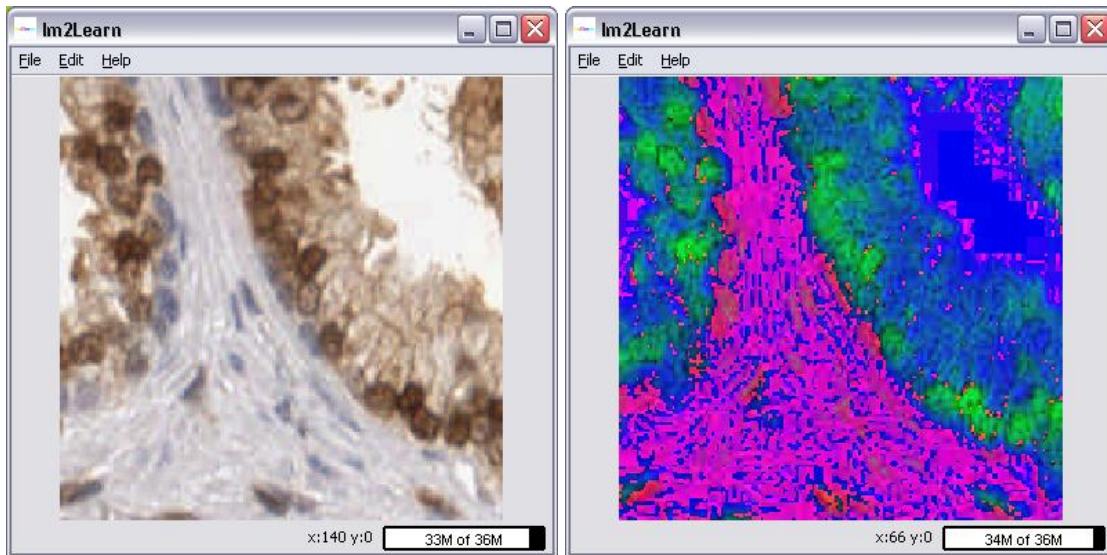 Im2Learn
File Edit Help
x:140 y:0 33M of 36M
Im2Learn
File Edit Help
x:66 y:0 34M of 36M